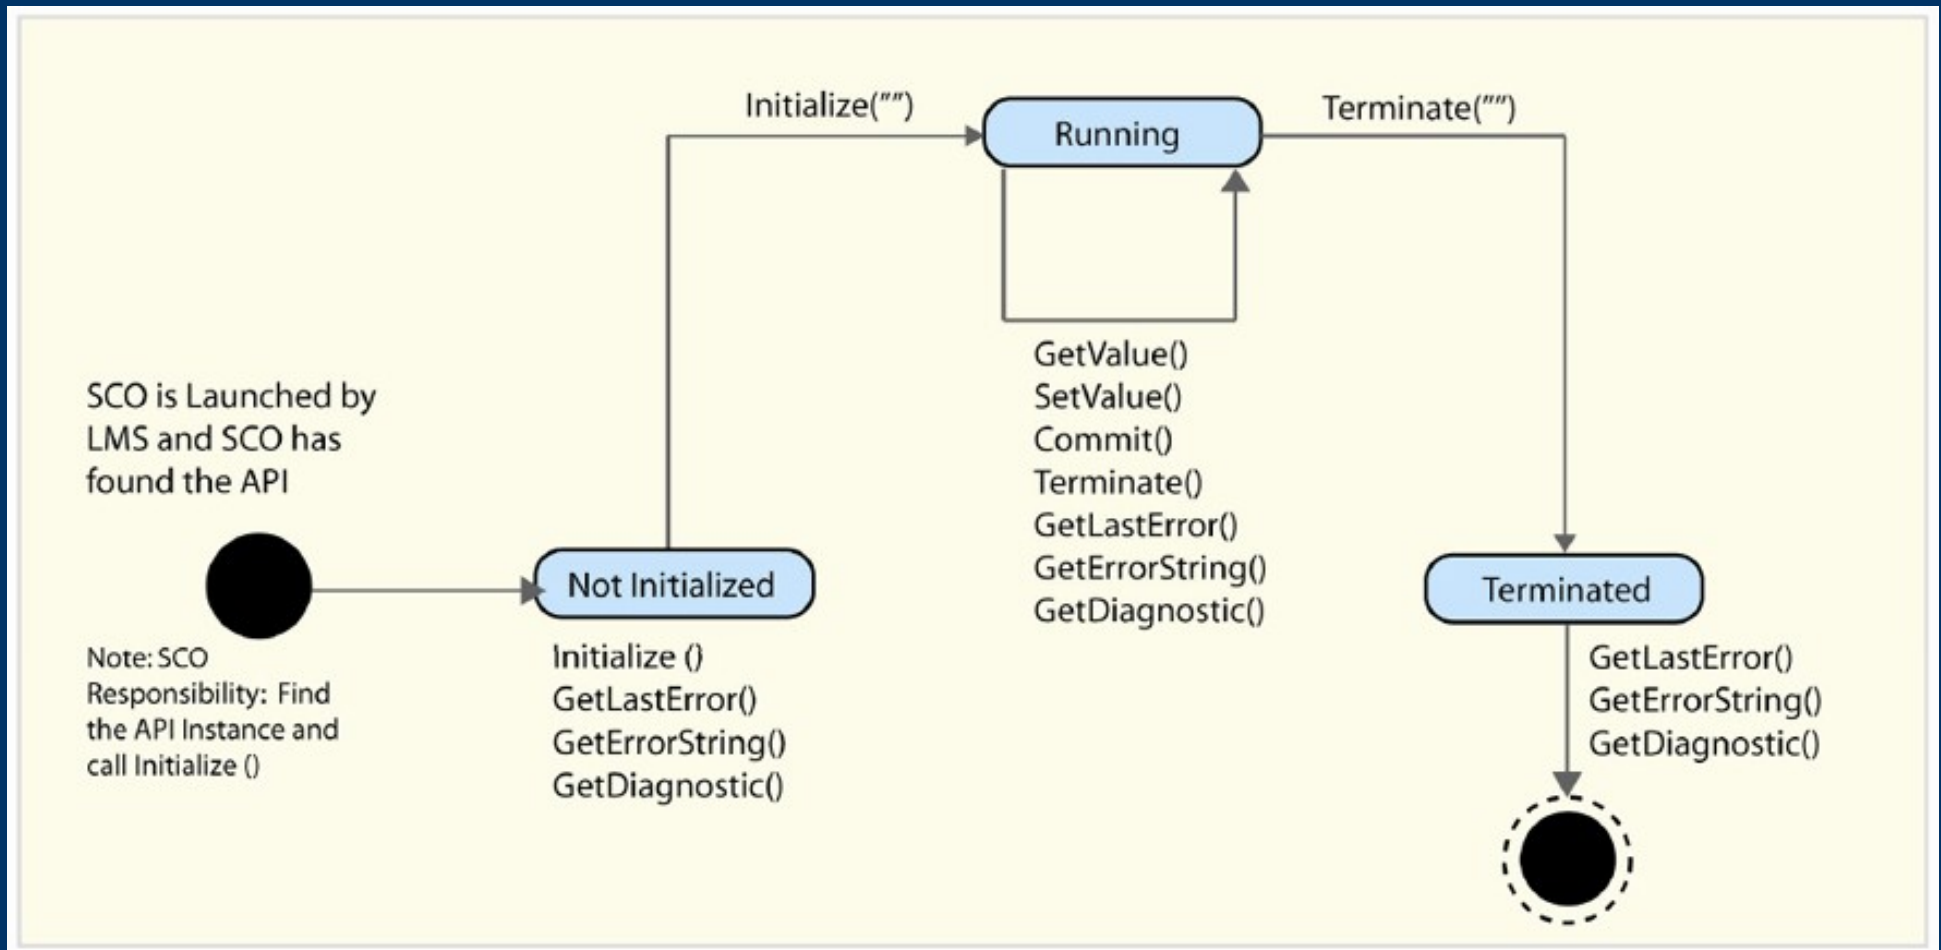 Initialize("")
Running
Terminate("")
GetValue()
SetValue()
Commit()
Terminate()
GetLastError()
GetErrorString()
GetDiagnostic()
SCO is Launched by
LMS and SCO has
found the API
Note: SCO
Responsibility: Find
the API Instance and
call Initialize ()
Not Initialized
Initialize ()
GetLastError()
GetErrorString()
GetDiagnostic()
Terminated
GetLastError()
GetErrorString()
GetDiagnostic()